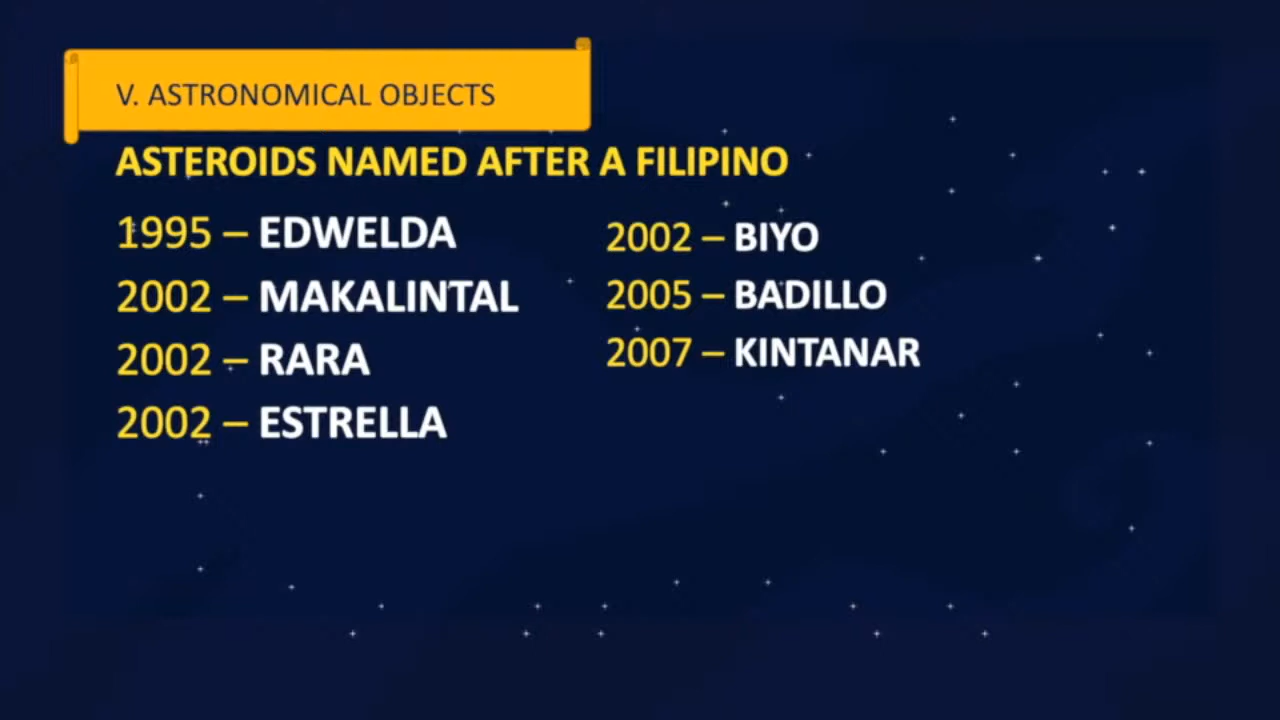 V. ASTRONOMICAL OBJECTS
ASTEROIDS NAMED AFTER A FILIPINO
1995 – EDWELDA
2002 – MAKALINTAL
2002 – RARA
2002 – ESTRELLA
2002 – BIYO
2005 – BADILLO
2007 – KINTANAR